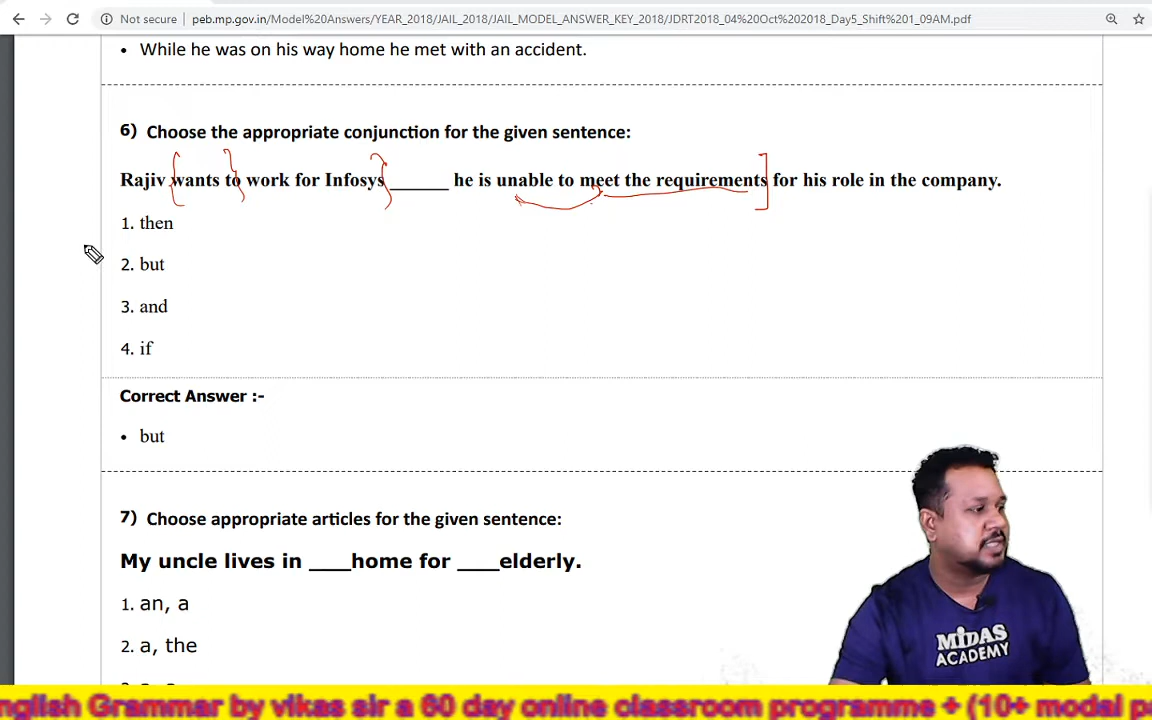 Not secure | peb.mp.gov.in/Model%20Answers/YEAR_2018/JAIL_2018/JAIL_MODEL_ANSWER_KEY_2018/JDRT2018_04%20Oct%202018_Day5_Shift%201_09AM.pdf
• While he was on his way home he met with an accident.
6) Choose the appropriate conjunction for the given sentence:
Rajiv wants to work for Infosys ______ he is unable to meet the requirements for his role in the company.
1. then
2. but
3. and
4. if
Correct Answer :-
• but
7) Choose appropriate articles for the given sentence:
My uncle lives in ___home for ___elderly.
1. an, a
2. a, the
MIDAS
ACADEMY
nglish Grammar by vikas sir a 60 day online classroom programme + (10+ model